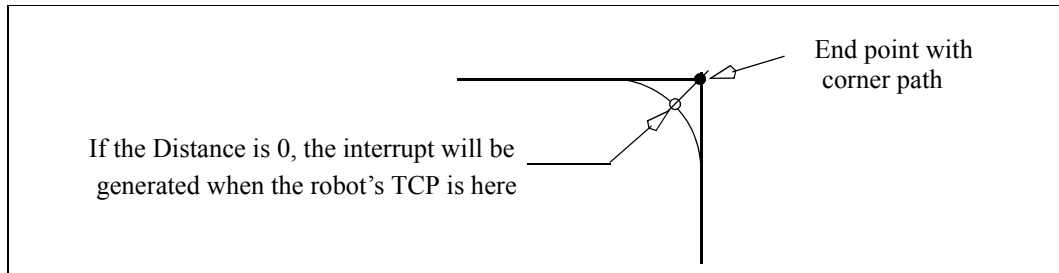 End point with
corner path
If the Distance is 0, the interrupt will be
generated when the robot's TCP is here